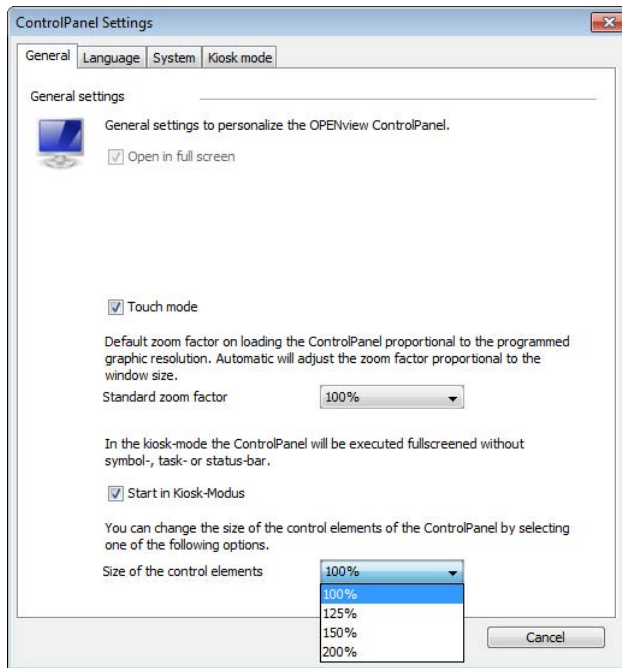 ControlPanel Settings
General Language System Kiosk mode
General settings
General settings to personalize the OPENview ControlPanel.
Open in full screen
Touch mode
Default zoom factor on loading the ControlPanel proportional to the programmed
graphic resolution. Automatic will adjust the zoom factor proportional to the
window size.
Standard zoom factor 100%
In the kiosk-mode the ControlPanel will be executed fullscreened without
symbol-, task- or status-bar.
Start in Kiosk-Modus
You can change the size of the control elements of the ControlPanel by selecting
one of the following options.
Size of the control elements 100%
100%
125%
150%
200%
Cancel